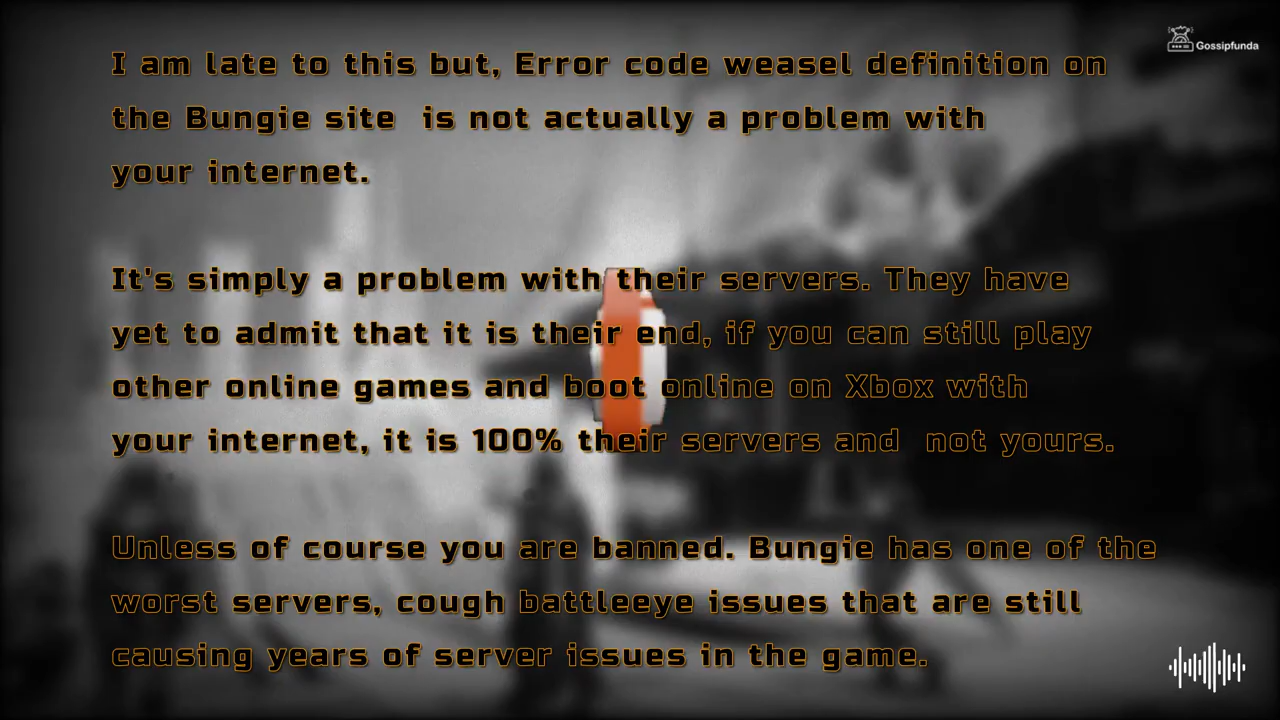 Gossipfunda
I am late to this but, Error code weasel definition on
the Bungie site  is not actually a problem with
your internet.
It's simply a problem with their servers. They have
yet to admit that it is their end, if you can still play
other online games and boot online on Xbox with
your internet, it is 100% their servers and  not yours.
Unless of course you are banned. Bungie has one of the
worst servers, cough battleeye issues that are still
causing years of server issues in the game.